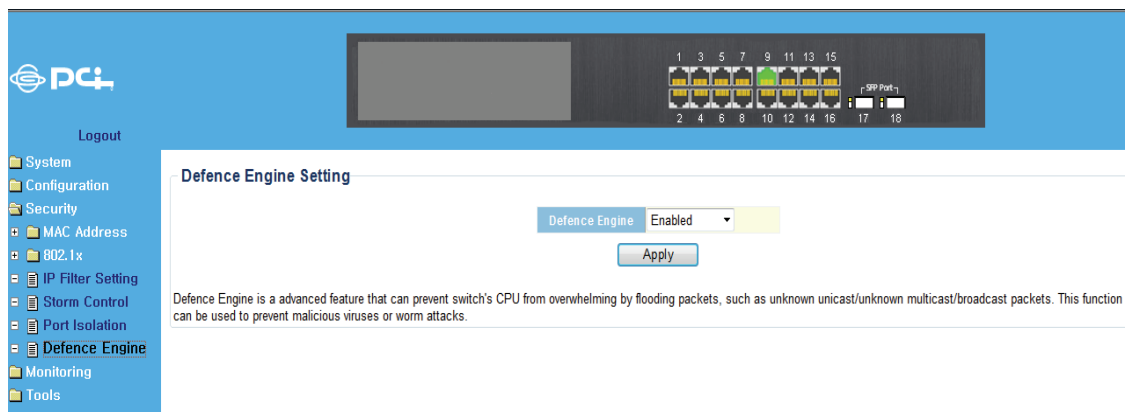 PCi
1 3 5 7 9 11 13 15
SFP Port
2 4 6 8 10 12 14 16 17 18
Logout
System
Configuration
Security
MAC Address
802.1x
IP Filter Setting
Storm Control
Port Isolation
Defence Engine
Monitoring
Tools
Defence Engine Setting
Defence Engine Enabled
Apply
Defence Engine is a advanced feature that can prevent switch's CPU from overwhelming by flooding packets, such as unknown unicast/unknown multicast/broadcast packets. This function
can be used to prevent malicious viruses or worm attacks.